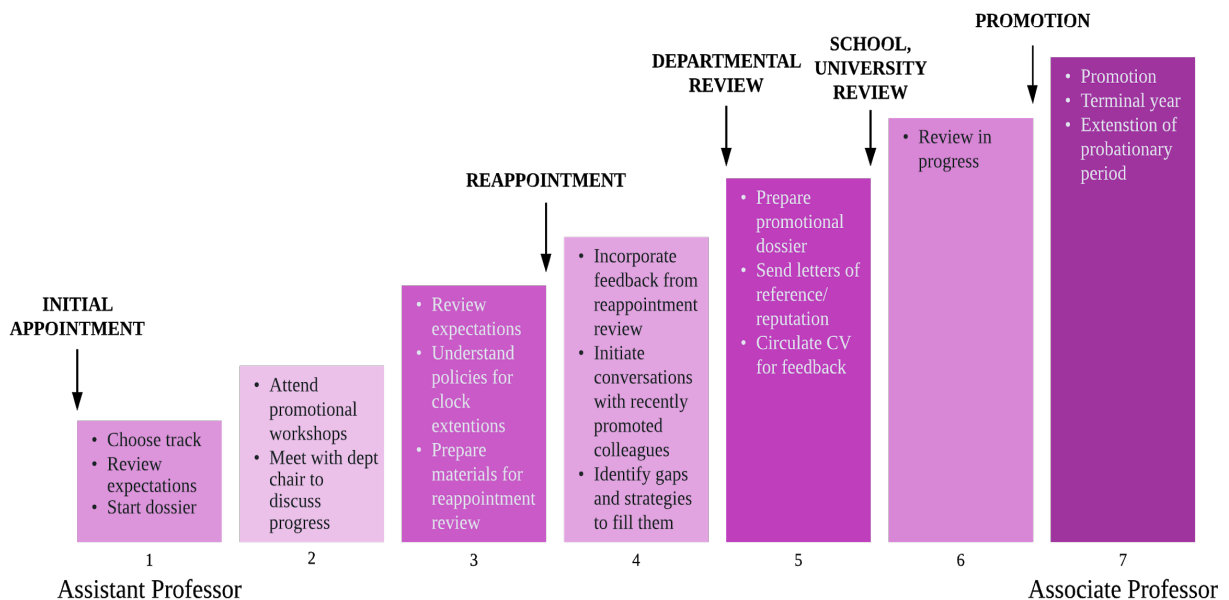 INITIAL
APPOINTMENT
• Choose track
• Review
expectations
• Start dossier
1
Assistant Professor
• Attend
promotional
workshops
• Meet with dept
chair to
discuss
progress
2
• Review
expectations
• Understand
policies for
clock
extentions
• Prepare
materials for
reappointment
review
3
REAPPOINTMENT
• Incorporate
feedback from
reappointment
review
• Initiate
conversations
with recently
promoted
colleagues
• Identify gaps
and strategies
to fill them
4
DEPARTMENTAL
REVIEW
• Prepare
promotional
dossier
• Send letters of
reference/
reputation
• Circulate CV
for feedback
5
SCHOOL,
UNIVERSITY
REVIEW
• Review in
progress
6
PROMOTION
• Promotion
• Terminal year
• Extenstion of
probationary
period
7
Associate Professor